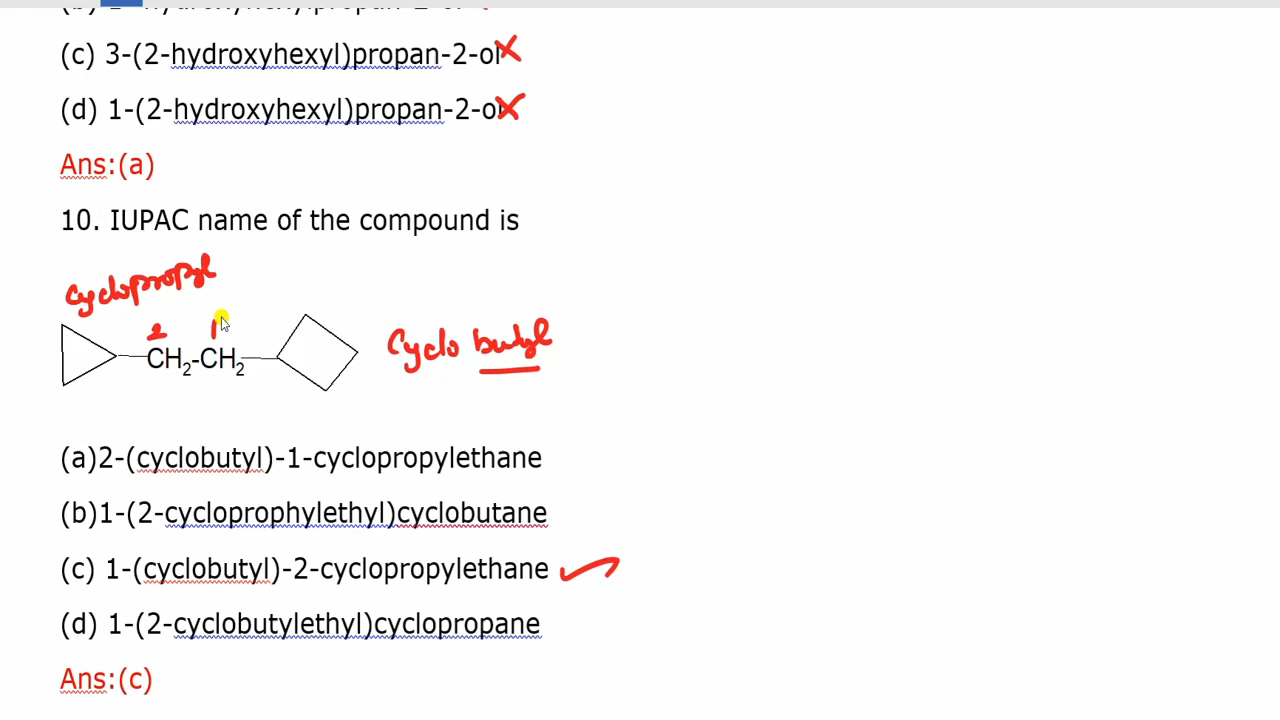 (c) 3-(2-hydroxyhexyl)propan-2-ol
(d) 1-(2-hydroxyhexyl)propan-2-ol
Ans:(a)
10. IUPAC name of the compound is
cyclopropyl
2 1
CH2-CH2
Cyclo butyl
(a)2-(cyclobutyl)-1-cyclopropylethane
(b)1-(2-cycloprophylethyl)cyclobutane
(c) 1-(cyclobutyl)-2-cyclopropylethane
(d) 1-(2-cyclobutylethyl)cyclopropane
Ans:(c)